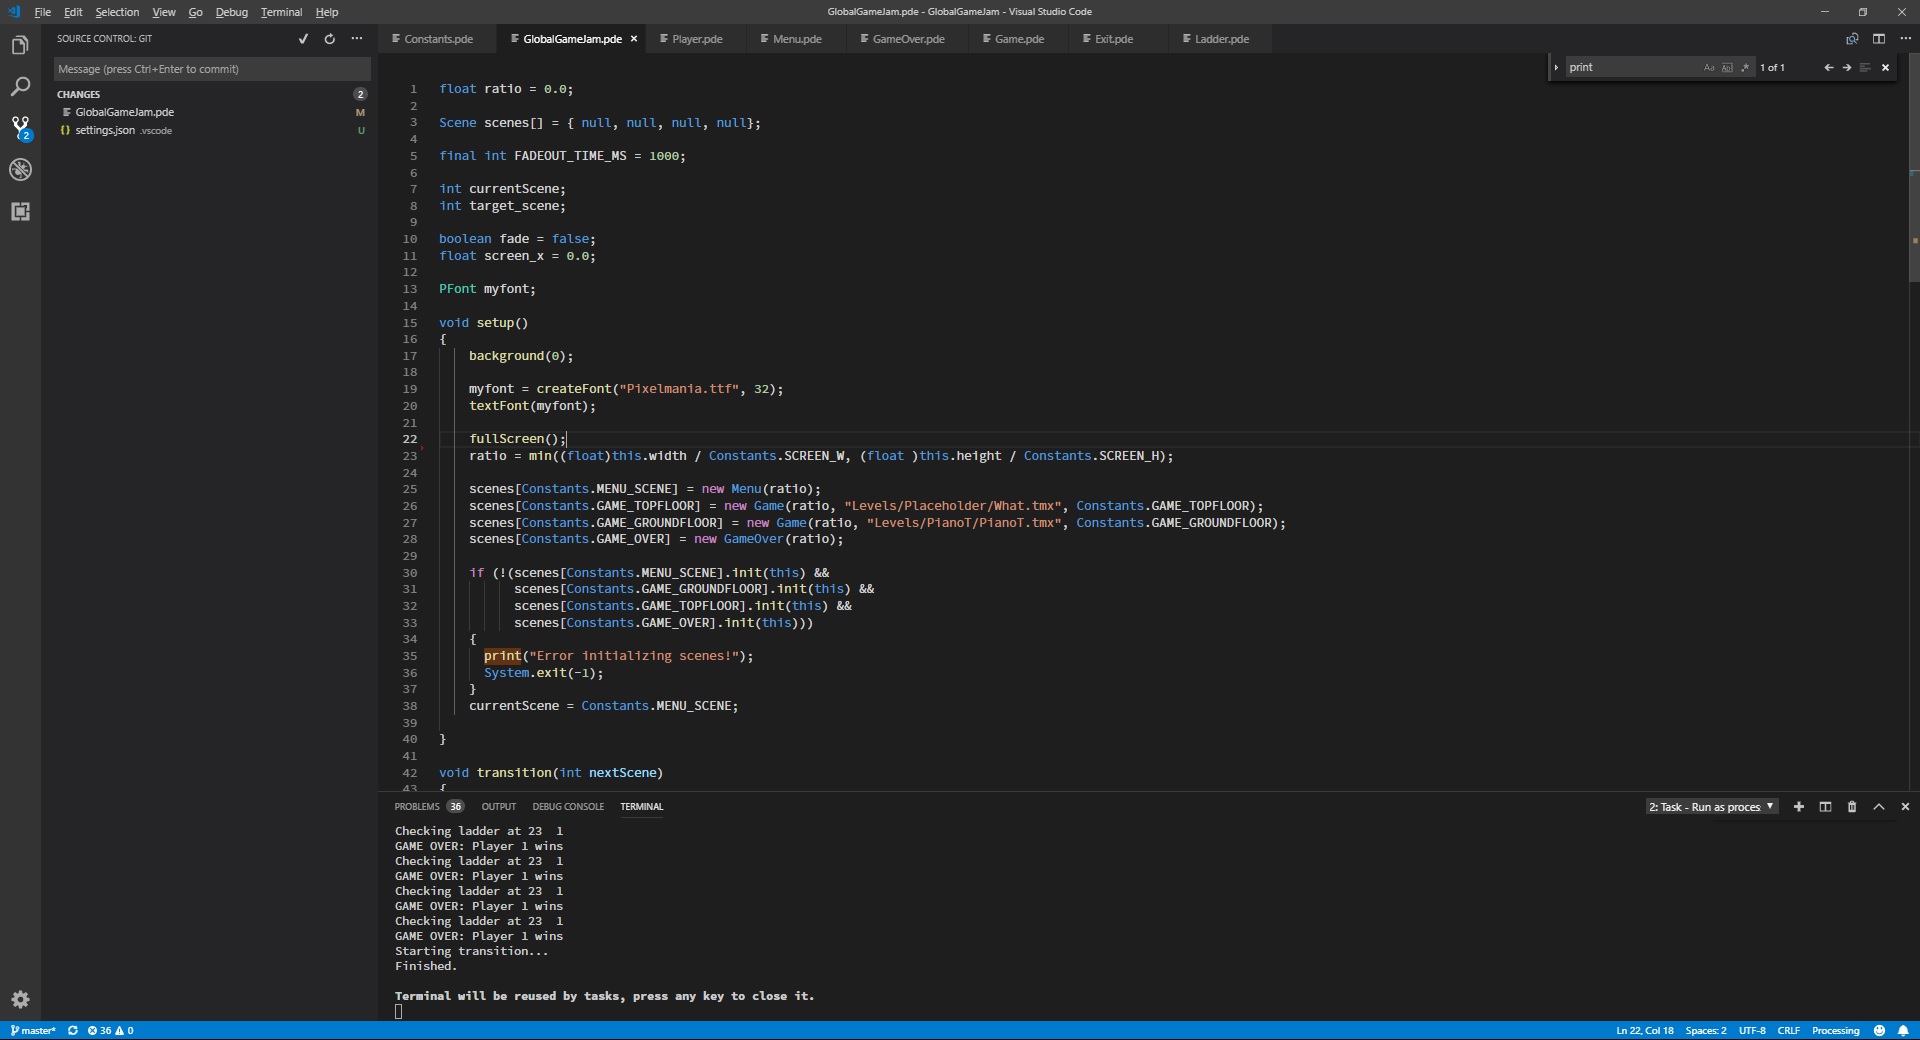 File Edit Selection View Go Debug Terminal Help
GlobalGameJam.pde - GlobalGameJam - Visual Studio Code
SOURCE CONTROL: GIT
Message (press Ctrl+Enter to commit)
CHANGES 2
GlobalGameJam.pde M
settings.json .vscode U
2
Constants.pde GlobalGameJam.pde Player.pde Menu.pde GameOver.pde Game.pde Exit.pde Ladder.pde
print Aa Abl .* 1 of 1
1 float ratio = 0.0;
2
3 Scene scenes[] = { null, null, null, null};
4
5 final int FADEOUT_TIME_MS = 1000;
6
7 int currentScene;
8 int target_scene;
9
10 boolean fade = false;
11 float screen_x = 0.0;
12
13 PFont myfont;
14
15 void setup()
16 {
17 background(0);
18
19 myfont = createFont("Pixelmania.ttf", 32);
20 textFont(myfont);
21
22 fullScreen();
23 ratio = min((float)this.width / Constants.SCREEN_W, (float )this.height / Constants.SCREEN_H);
24
25 scenes[Constants.MENU_SCENE] = new Menu(ratio);
26 scenes[Constants.GAME_TOPFLOOR] = new Game(ratio, "Levels/Placeholder/What.tmx", Constants.GAME_TOPFLOOR);
27 scenes[Constants.GAME_GROUNDFLOOR] = new Game(ratio, "Levels/PianoT/PianoT.tmx", Constants.GAME_GROUNDFLOOR);
28 scenes[Constants.GAME_OVER] = new GameOver(ratio);
29
30 if (!(scenes[Constants.MENU_SCENE].init(this) &&
31 scenes[Constants.GAME_GROUNDFLOOR].init(this) &&
32 scenes[Constants.GAME_TOPFLOOR].init(this) &&
33 scenes[Constants.GAME_OVER].init(this)))
34 {
35 print("Error initializing scenes!");
36 System.exit(-1);
37 }
38 currentScene = Constants.MENU_SCENE;
39
40 }
41
42 void transition(int nextScene)
43 {
PROBLEMS 36 OUTPUT DEBUG CONSOLE TERMINAL
2: Task - Run as proces
Checking ladder at 23  1
GAME OVER: Player 1 wins
Checking ladder at 23  1
GAME OVER: Player 1 wins
Checking ladder at 23  1
GAME OVER: Player 1 wins
Checking ladder at 23  1
GAME OVER: Player 1 wins
Starting transition...
Finished.
Terminal will be reused by tasks, press any key to close it.
master* 36 0
Ln 22, Col 18 Spaces: 2 UTF-8 CRLF Processing